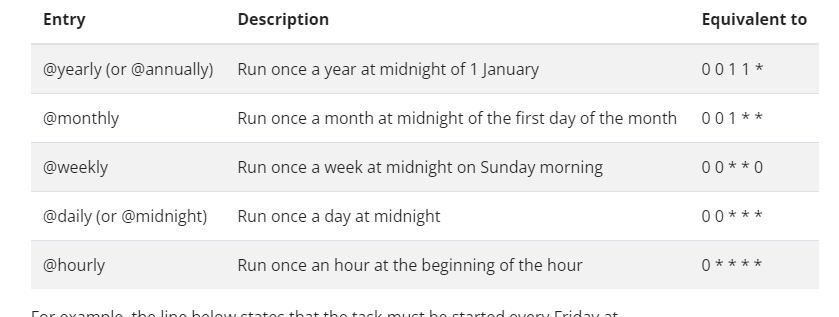 Entry Description Equivalent to
@yearly (or @annually) Run once a year at midnight of 1 January 0 0 1 1 *
@monthly Run once a month at midnight of the first day of the month 0 0 1 * *
@weekly Run once a week at midnight on Sunday morning 0 0 * * 0
@daily (or @midnight) Run once a day at midnight 0 0 * * *
@hourly Run once an hour at the beginning of the hour 0 * * * *
For example, the line below states that the task must be started every Friday at